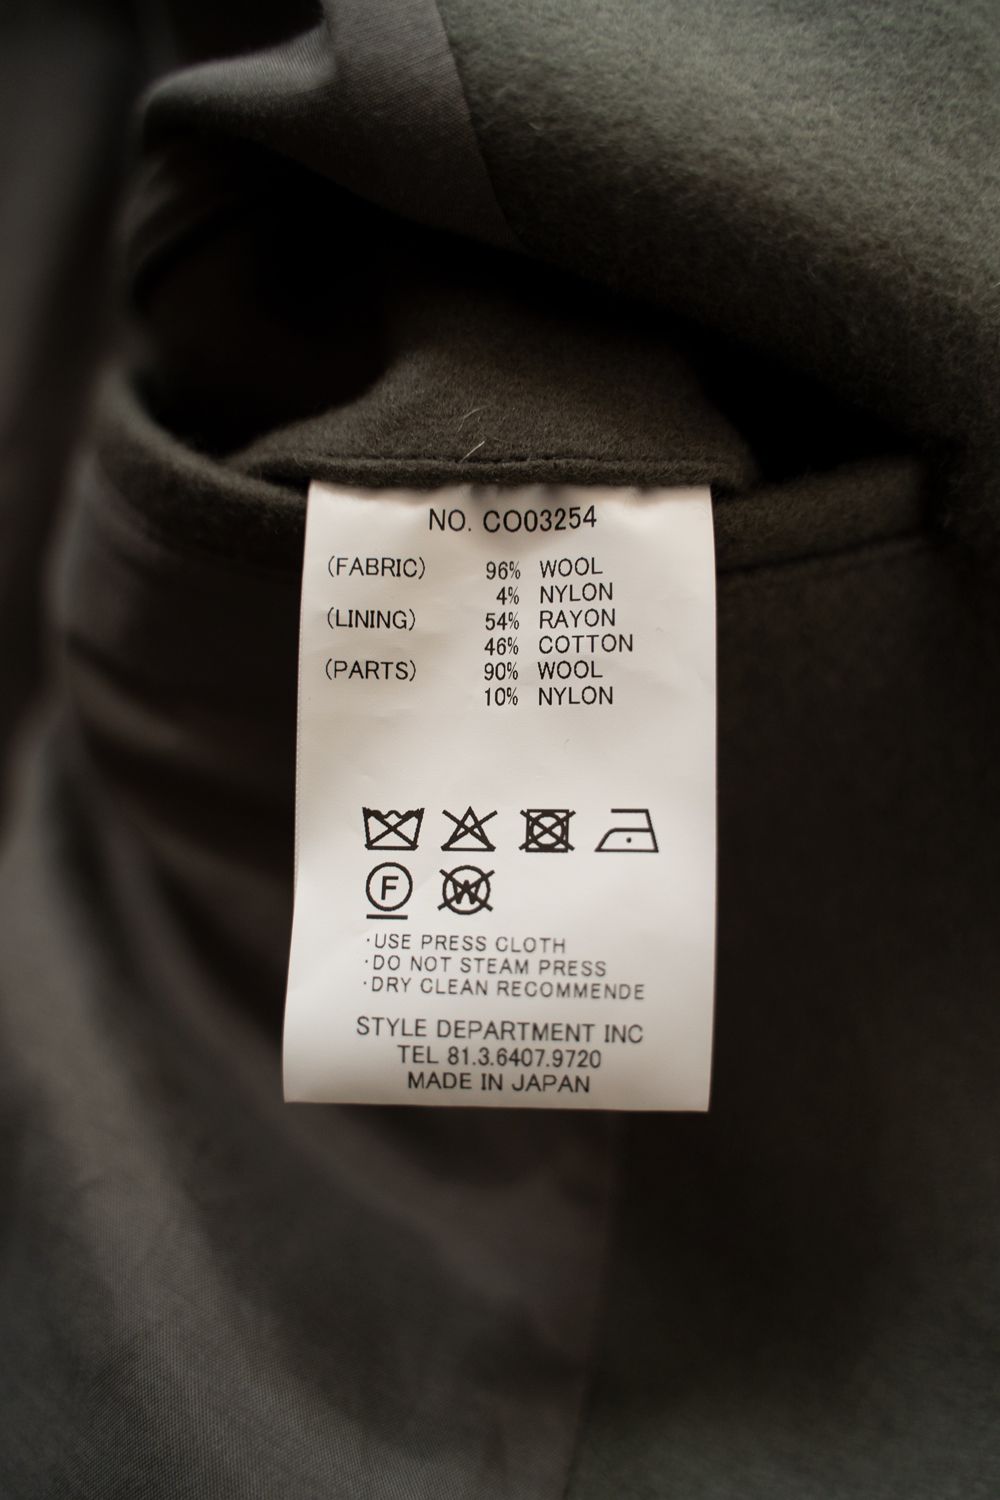 NO. CO03254
(FABRIC) 96% WOOL
4% NYLON
(LINING) 54% RAYON
46% COTTON
(PARTS) 90% WOOL
10% NYLON
F W
·USE PRESS CLOTH
·DO NOT STEAM PRESS
·DRY CLEAN RECOMMENDE
STYLE DEPARTMENT INC
TEL 81.3.6407.9720
MADE IN JAPAN